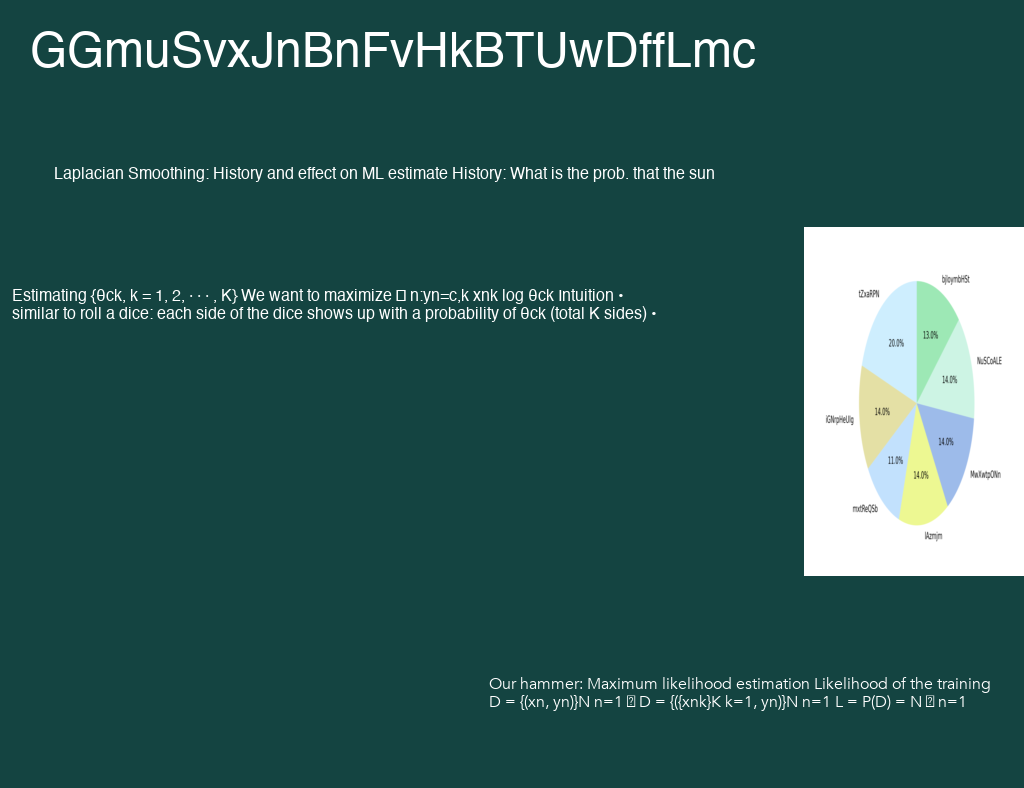 GGmuSvxJnBnFvHkBTUwDffLmc
Laplacian Smoothing: History and effect on ML estimate History: What is the prob. that the sun
Estimating {θck, k = 1, 2, · · · , K} We want to maximize n:yn=c,k xnk log θck Intuition •
similar to roll a dice: each side of the dice shows up with a probability of θck (total K sides) •
bjloymbHSt
tZxaRPN
13.0%
20.0%
NuSCoALE
14.0%
14.0%
iGNrpHeUlg
14.0%
11.0%
14.0%
MwXwtpONn
mxtReQSb
lAzmjm
Our hammer: Maximum likelihood estimation Likelihood of the training
D = {(xn, yn)}N n=1 D = {({xnk}K k=1, yn)}N n=1 L = P(D) = N n=1